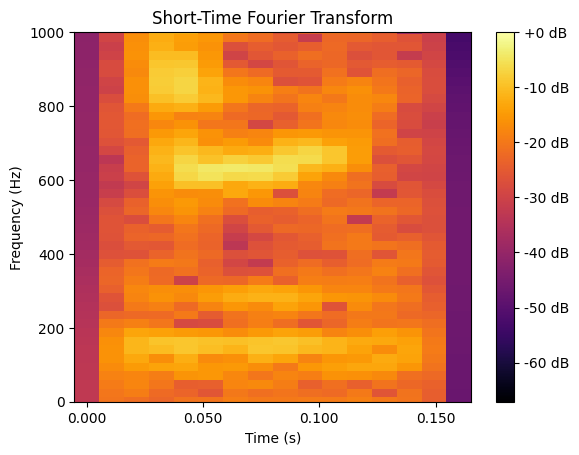 Short-Time Fourier Transform
Frequency (Hz)
1000
800
600
400
200
0
0.000
0.050
0.100
0.150
Time (s)
+0 dB
-10 dB
-20 dB
-30 dB
-40 dB
-50 dB
-60 dB